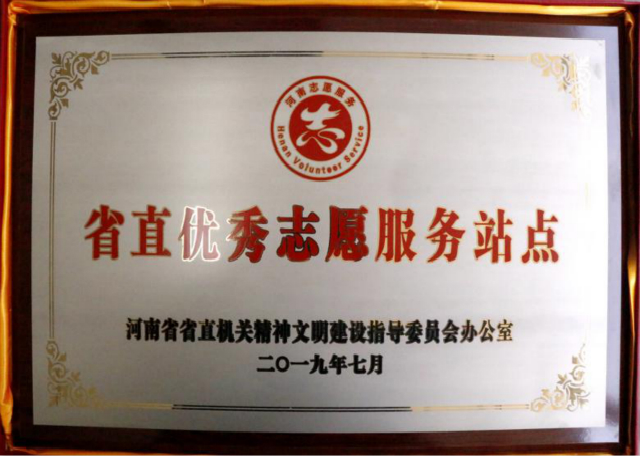 河南志愿服务
Henan Volunteer Service
省直优秀志愿服务站点
河南省省直机关精神文明建设指导委员会办公室
二〇一九年七月